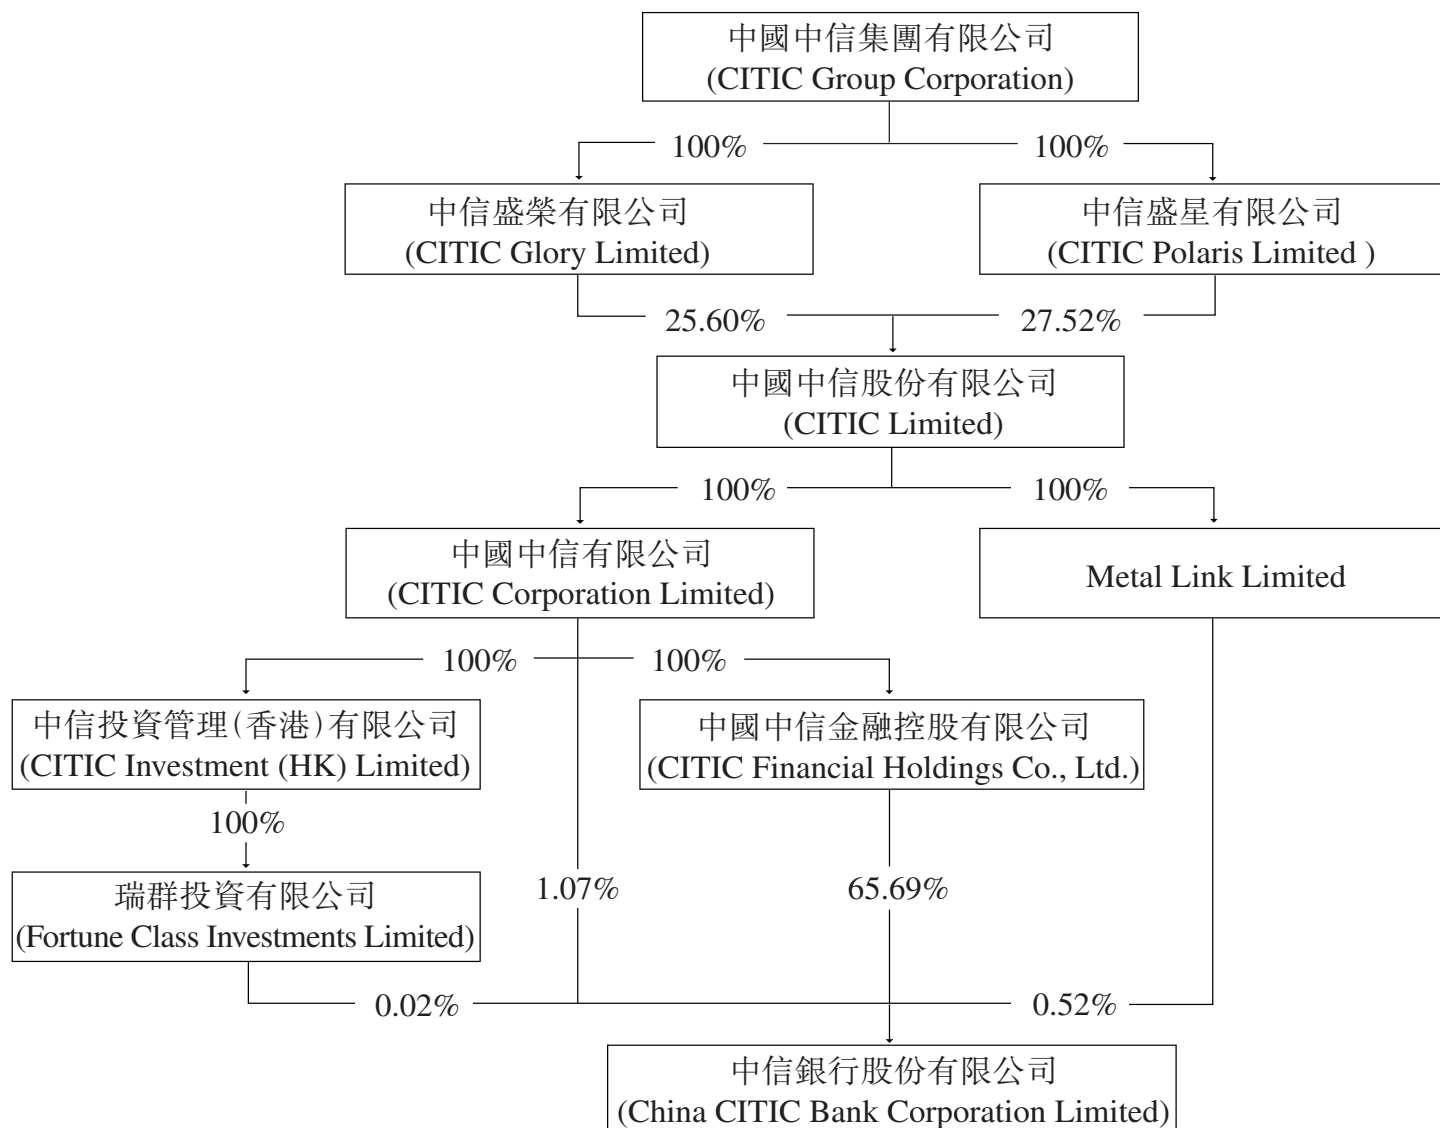 中國中信集團有限公司
(CITIC Group Corporation)
100%
100%
中信盛榮有限公司
(CITIC Glory Limited)
中信盛星有限公司
(CITIC Polaris Limited )
25.60%
27.52%
中國中信股份有限公司
(CITIC Limited)
100%
100%
中國中信有限公司
(CITIC Corporation Limited)
Metal Link Limited
100%
100%
中信投資管理(香港)有限公司
(CITIC Investment (HK) Limited)
中國中信金融控股有限公司
(CITIC Financial Holdings Co., Ltd.)
100%
瑞群投資有限公司
(Fortune Class Investments Limited)
1.07%
65.69%
0.02%
0.52%
中信銀行股份有限公司
(China CITIC Bank Corporation Limited)